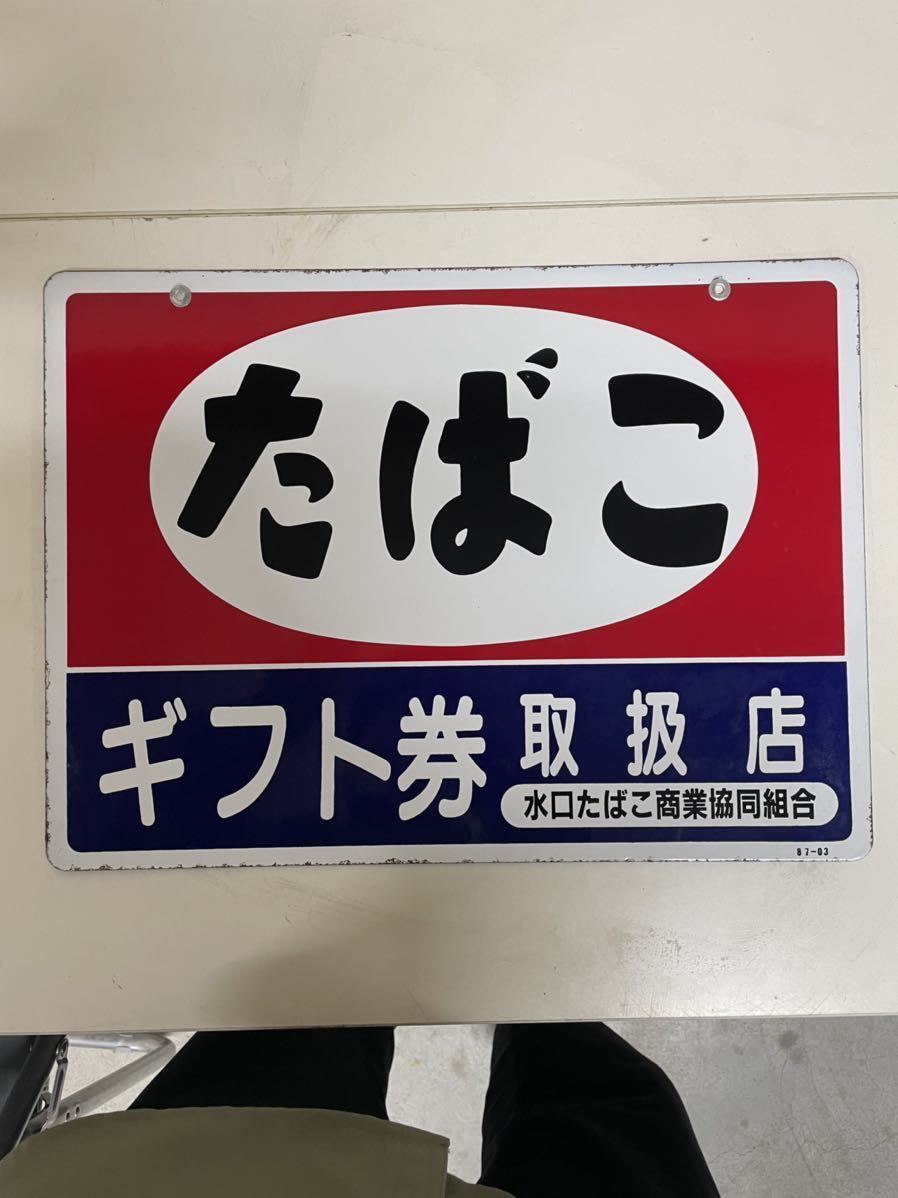 たばこ
ギフト券 取扱店
水口たばこ商業協同組合
87-03